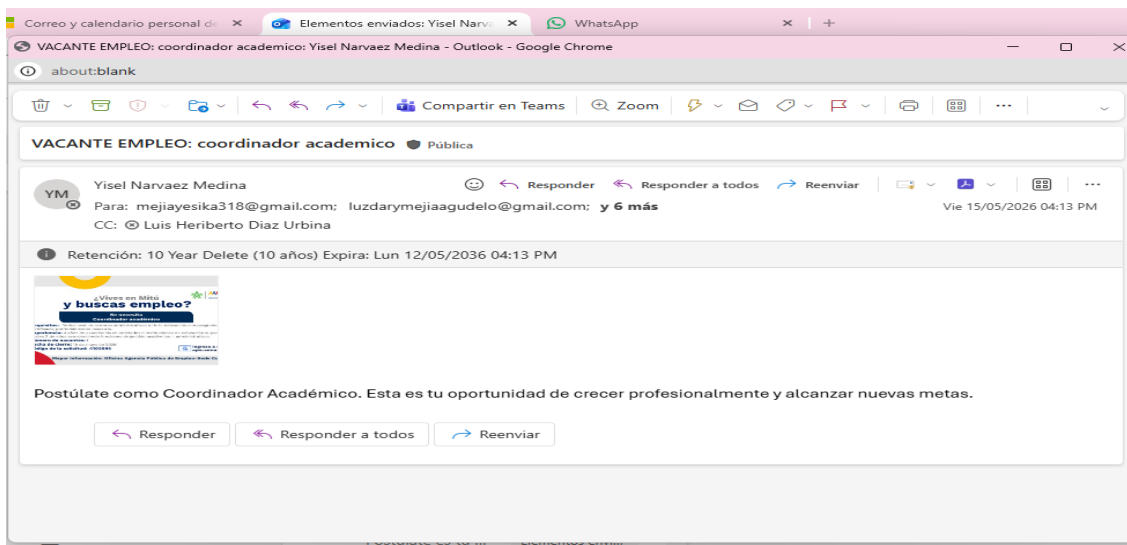 Correo y calendario personal de
Elementos enviados: Yisel Narva
WhatsApp
VACANTE EMPLEO: coordinador academico: Yisel Narvaez Medina - Outlook - Google Chrome
about:blank
Compartir en Teams
Zoom
VACANTE EMPLEO: coordinador academico Pública
YM
Yisel Narvaez Medina
Responder
Responder a todos
Reenviar
Para: mejiayesika318@gmail.com; luzdarymejiaagudelo@gmail.com; y 6 más
Vie 15/05/2026 04:13 PM
CC: Luis Heriberto Diaz Urbina
Retención: 10 Year Delete (10 años) Expira: Lun 12/05/2036 04:13 PM
¿Vives en Mitú
y buscas empleo?
Se necesita
Coordinador académico
Postúlate como Coordinador Académico. Esta es tu oportunidad de crecer profesionalmente y alcanzar nuevas metas.
Responder
Responder a todos
Reenviar